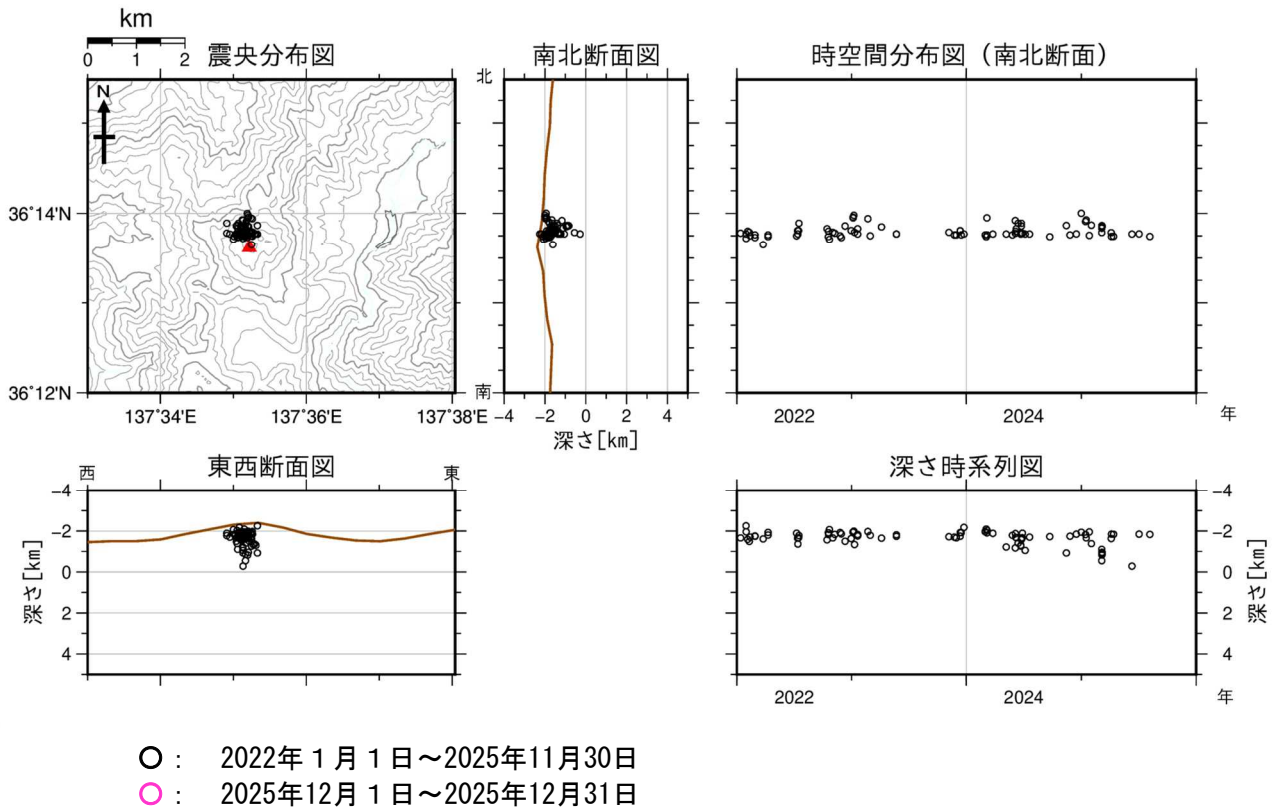 km
0 1 2
震央分布図
N
36°14'N
36°12'N
137°34'E 137°36'E 137°38'E
南北断面図
北
南
-4 -2 0 2 4
深さ[km]
時空間分布図（南北断面）
2022 2024 年
東西断面図
西 東
-4
-2
0
2
4
深さ[km]
深さ時系列図
-4
-2
0
2
4
深さ[km]
2022 2024 年
○： 2022年１月１日～2025年11月30日
○： 2025年12月１日～2025年12月31日